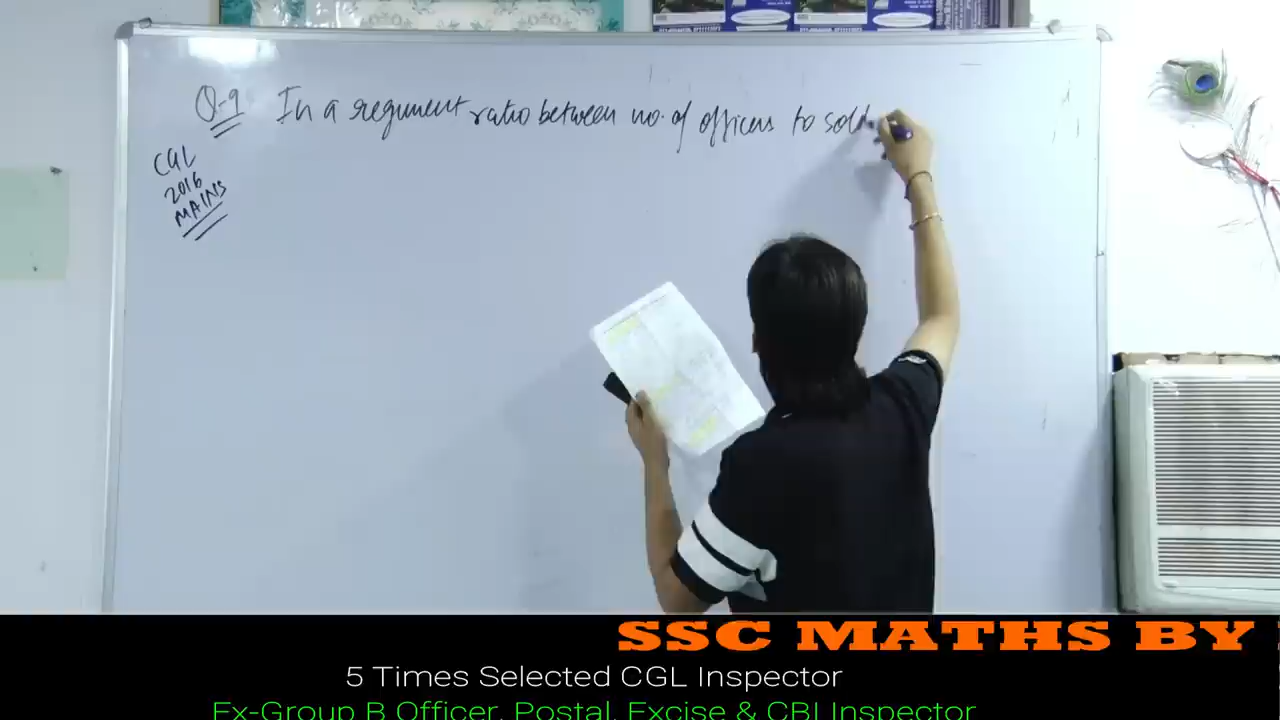 Q-9 In a regiment ratio between no. of officers to sold
CGL
2016
MAINS
SSC MATHS BY
5 Times Selected CGL Inspector
Ex-Group B Officer, Postal, Excise & CBI Inspector